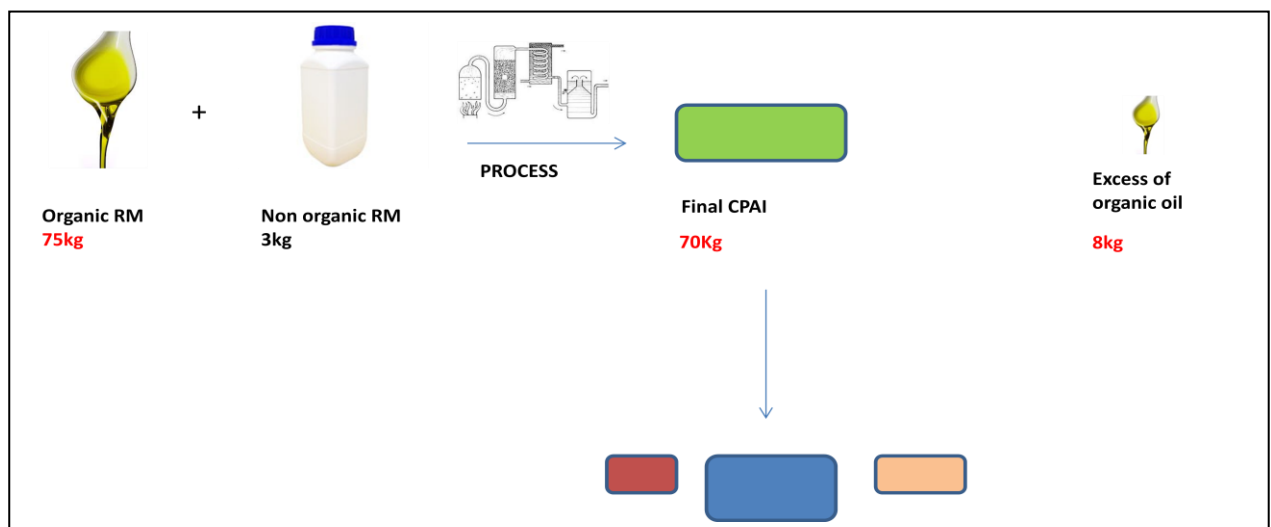 +
PROCESS
Organic RM
75kg
Non organic RM
3kg
Final CPAI
70Kg
Excess of
organic oil
8kg